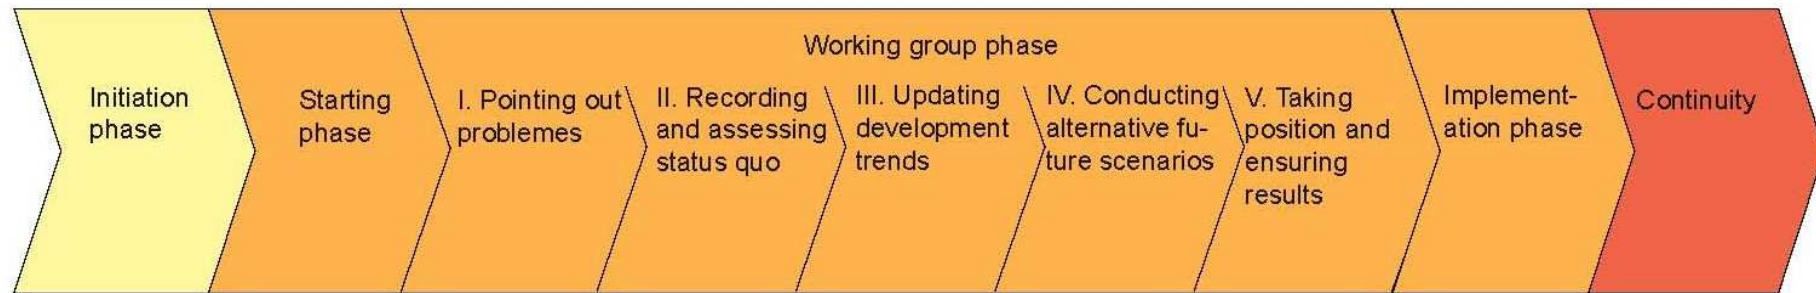 Working group phase
Initiation
phase
Starting
phase
I. Pointing out
problemes
II. Recording
and assessing
status quo
III. Updating
development
trends
IV. Conducting
alternative fu-
ture scenarios
V. Taking
position and
ensuring
results
Implement-
ation phase
Continuity